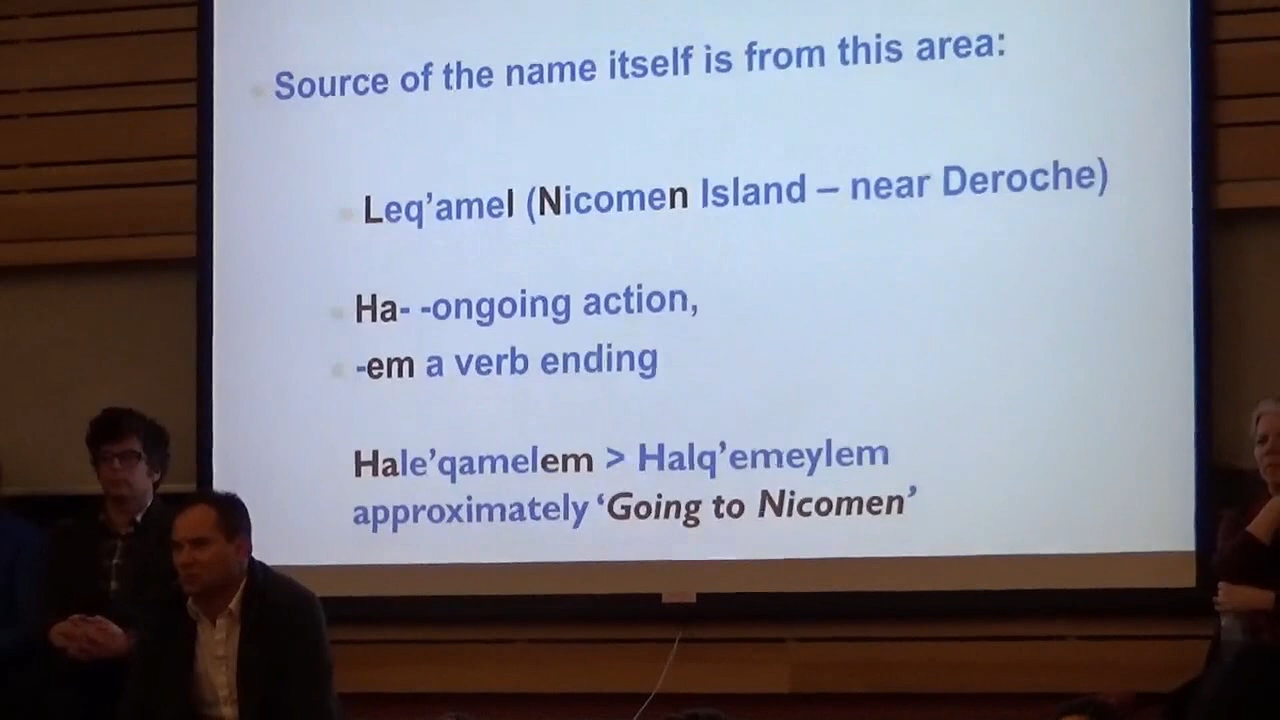 Source of the name itself is from this area:
Leq’amel (Nicomen Island – near Deroche)
Ha- -ongoing action,
-em a verb ending
Hale’qamelem > Halq’emeylem
approximately ‘Going to Nicomen’